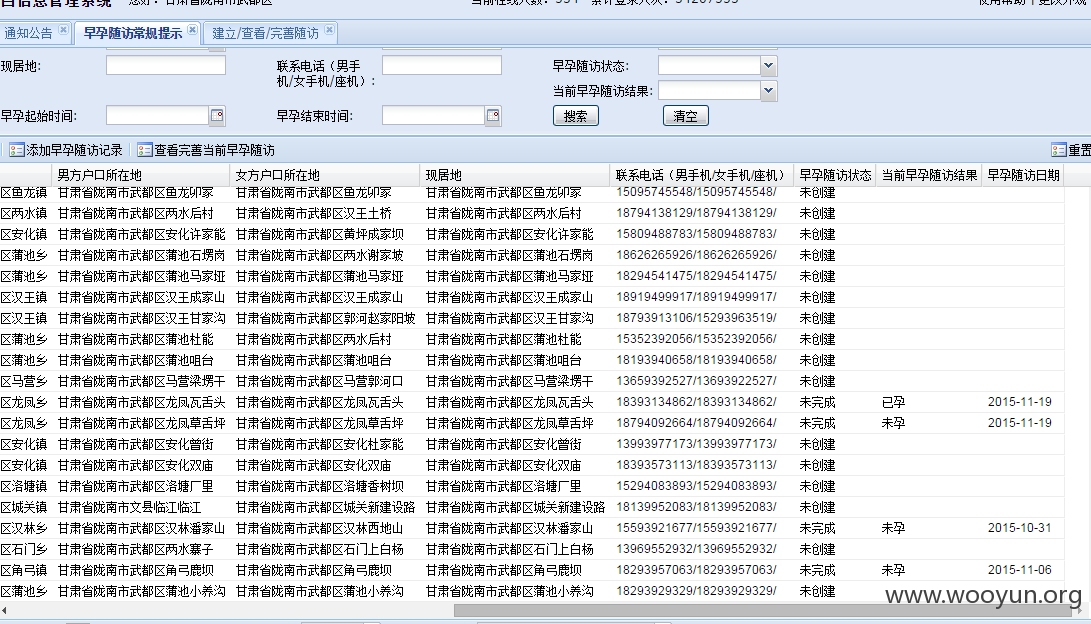 通知公告 早孕随访常规提示 建立/查看/完善随访
现居地: 联系电话（男手机/女手机/座机）: 早孕随访状态:
当前早孕随访结果:
早孕起始时间: 早孕结束时间: 搜索 清空
添加早孕随访记录 查看完善当前早孕随访 重置
男方户口所在地 女方户口所在地 现居地 联系电话（男手机/女手机/座机） 早孕随访状态 当前早孕随访结果 早孕随访日期
区鱼龙镇 甘肃省陇南市武都区鱼龙卯家 甘肃省陇南市武都区鱼龙卯家 甘肃省陇南市武都区鱼龙卯家 15095745548/15095745548/ 未创建
区两水镇 甘肃省陇南市武都区两水后村 甘肃省陇南市武都区汉王土桥 甘肃省陇南市武都区两水后村 18794138129/18794138129/ 未创建
区安化镇 甘肃省陇南市武都区安化许家能 甘肃省陇南市武都区黄坪成家坝 甘肃省陇南市武都区安化许家能 15809488783/15809488783/ 未创建
区蒲池乡 甘肃省陇南市武都区蒲池石塄岗 甘肃省陇南市武都区两水谢家坡 甘肃省陇南市武都区蒲池石塄岗 18626265926/18626265926/ 未创建
区蒲池乡 甘肃省陇南市武都区蒲池马家垭 甘肃省陇南市武都区蒲池马家垭 甘肃省陇南市武都区蒲池马家垭 18294541475/18294541475/ 未创建
区汉王镇 甘肃省陇南市武都区汉王成家山 甘肃省陇南市武都区汉王成家山 甘肃省陇南市武都区汉王成家山 18919499917/18919499917/ 未创建
区汉王镇 甘肃省陇南市武都区汉王甘家沟 甘肃省陇南市武都区郭河赵家阳坡 甘肃省陇南市武都区汉王甘家沟 18793913106/15293963519/ 未创建
区蒲池乡 甘肃省陇南市武都区蒲池杜能 甘肃省陇南市武都区两水后村 甘肃省陇南市武都区蒲池杜能 15352392056/15352392056/ 未创建
区蒲池乡 甘肃省陇南市武都区蒲池咀台 甘肃省陇南市武都区蒲池咀台 甘肃省陇南市武都区蒲池咀台 18193940658/18193940658/ 未创建
区马营乡 甘肃省陇南市武都区马营梁塄干 甘肃省陇南市武都区马营郭河口 甘肃省陇南市武都区马营梁塄干 13659392527/13693922527/ 未创建
区龙凤乡 甘肃省陇南市武都区龙凤瓦舌头 甘肃省陇南市武都区龙凤瓦舌头 甘肃省陇南市武都区龙凤瓦舌头 18393134862/18393134862/ 未完成 已孕 2015-11-19
区龙凤乡 甘肃省陇南市武都区龙凤草舌坪 甘肃省陇南市武都区龙凤草舌坪 甘肃省陇南市武都区龙凤草舌坪 18794092664/18794092664/ 未完成 未孕 2015-11-19
区安化镇 甘肃省陇南市武都区安化曾街 甘肃省陇南市武都区安化杜家能 甘肃省陇南市武都区安化曾街 13993977173/13993977173/ 未创建
区安化镇 甘肃省陇南市武都区安化双庙 甘肃省陇南市武都区安化双庙 甘肃省陇南市武都区安化双庙 18393573113/18393573113/ 未创建
区洛塘镇 甘肃省陇南市武都区洛塘厂里 甘肃省陇南市武都区洛塘香树坝 甘肃省陇南市武都区洛塘厂里 15294083893/15294083893/ 未创建
区城关镇 甘肃省陇南市文县临江临江 甘肃省陇南市武都区城关新建设路 甘肃省陇南市武都区城关新建设路 18139952083/18139952083/ 未创建
区汉林乡 甘肃省陇南市武都区汉林潘家山 甘肃省陇南市武都区汉林西地山 甘肃省陇南市武都区汉林潘家山 15593921677/15593921677/ 未完成 未孕 2015-10-31
区石门乡 甘肃省陇南市武都区两水寨子 甘肃省陇南市武都区石门上白杨 甘肃省陇南市武都区石门上白杨 13969552932/13969552932/ 未创建
区角弓镇 甘肃省陇南市武都区角弓鹿坝 甘肃省陇南市武都区角弓鹿坝 甘肃省陇南市武都区角弓鹿坝 18293957063/18293957063/ 未完成 未孕 2015-11-06
区蒲池乡 甘肃省陇南市武都区蒲池小养沟 甘肃省陇南市武都区蒲池小养沟 甘肃省陇南市武都区蒲池小养沟 18293929329/18293929329/ 未创建
www.wooyun.org